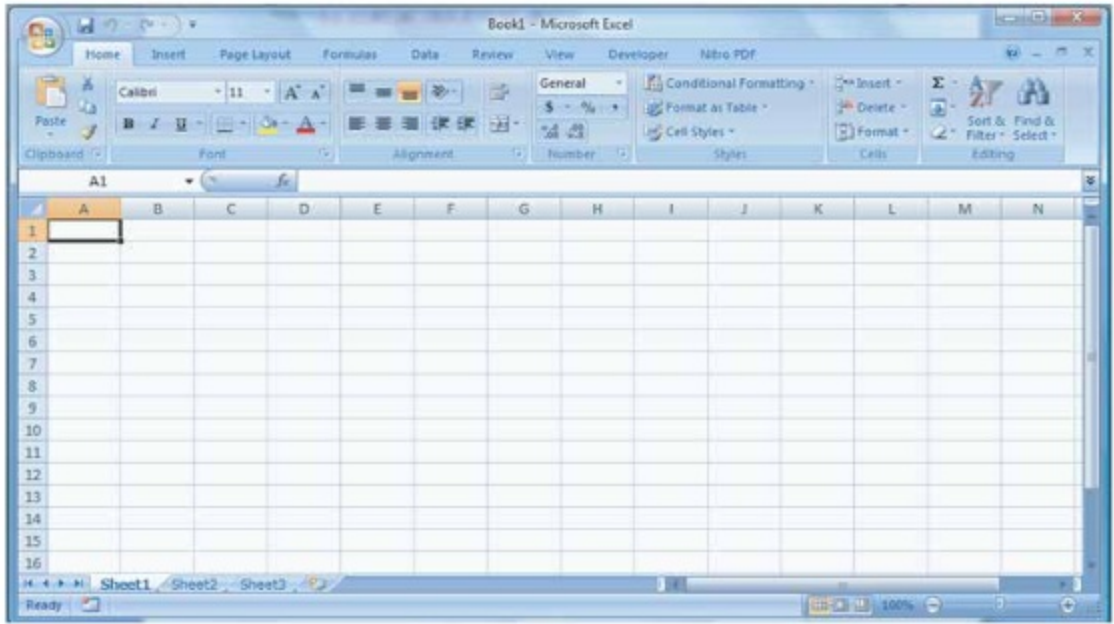 Book1 - Microsoft Excel
Home Insert Page Layout Formulas Data Review View Developer Nitro PDF
Paste
Calibri 11
B I U
General
$ % ,
Conditional Formatting
Format as Table
Cell Styles
Insert
Delete
Format
Σ
Sort & Filter
Find & Select
Clipboard Font Alignment Number Styles Cells Editing
A1 fx
A B C D E F G H I J K L M N
1
2
3
4
5
6
7
8
9
10
11
12
13
14
15
16
Sheet1 Sheet2 Sheet3
Ready 100%